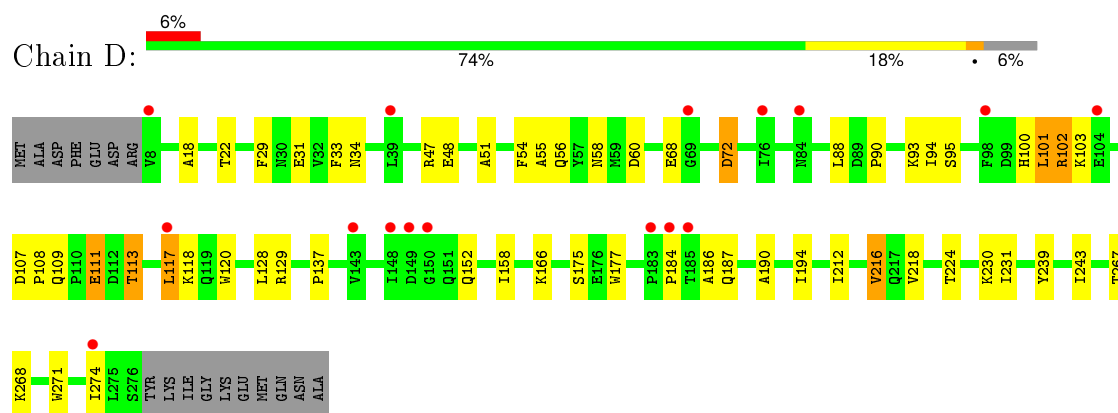 6%
Chain D:
74% 18% • 6%
MET ALA ASP PHE GLU ASP ARG V8 A18 T22 F29 N30 E31 V32 F33 N34 L39 R47 E48 A51 F54 A55 Q56 Y57 N58 M59 D60 E68 G69 D72 I76 N84 L88 D89 P90 K93 I94 S95 F98 D99 H100 L101 R102 K103 E104
D107 P108 Q109 P110 E111 D112 T113 L117 K118 Q119 W120 L128 R129 P137 V143 I148 D149 G150 Q151 Q152 I158 K166 S175 E176 W177 P183 P184 T185 A186 Q187 A190 I194 I212 V216 Q217 V218 T224 K230 I231 Y239 I243 T267
K268 W271 I274 L275 S276 TYR LYS ILE GLY LYS GLU MET GLN ASN ALA